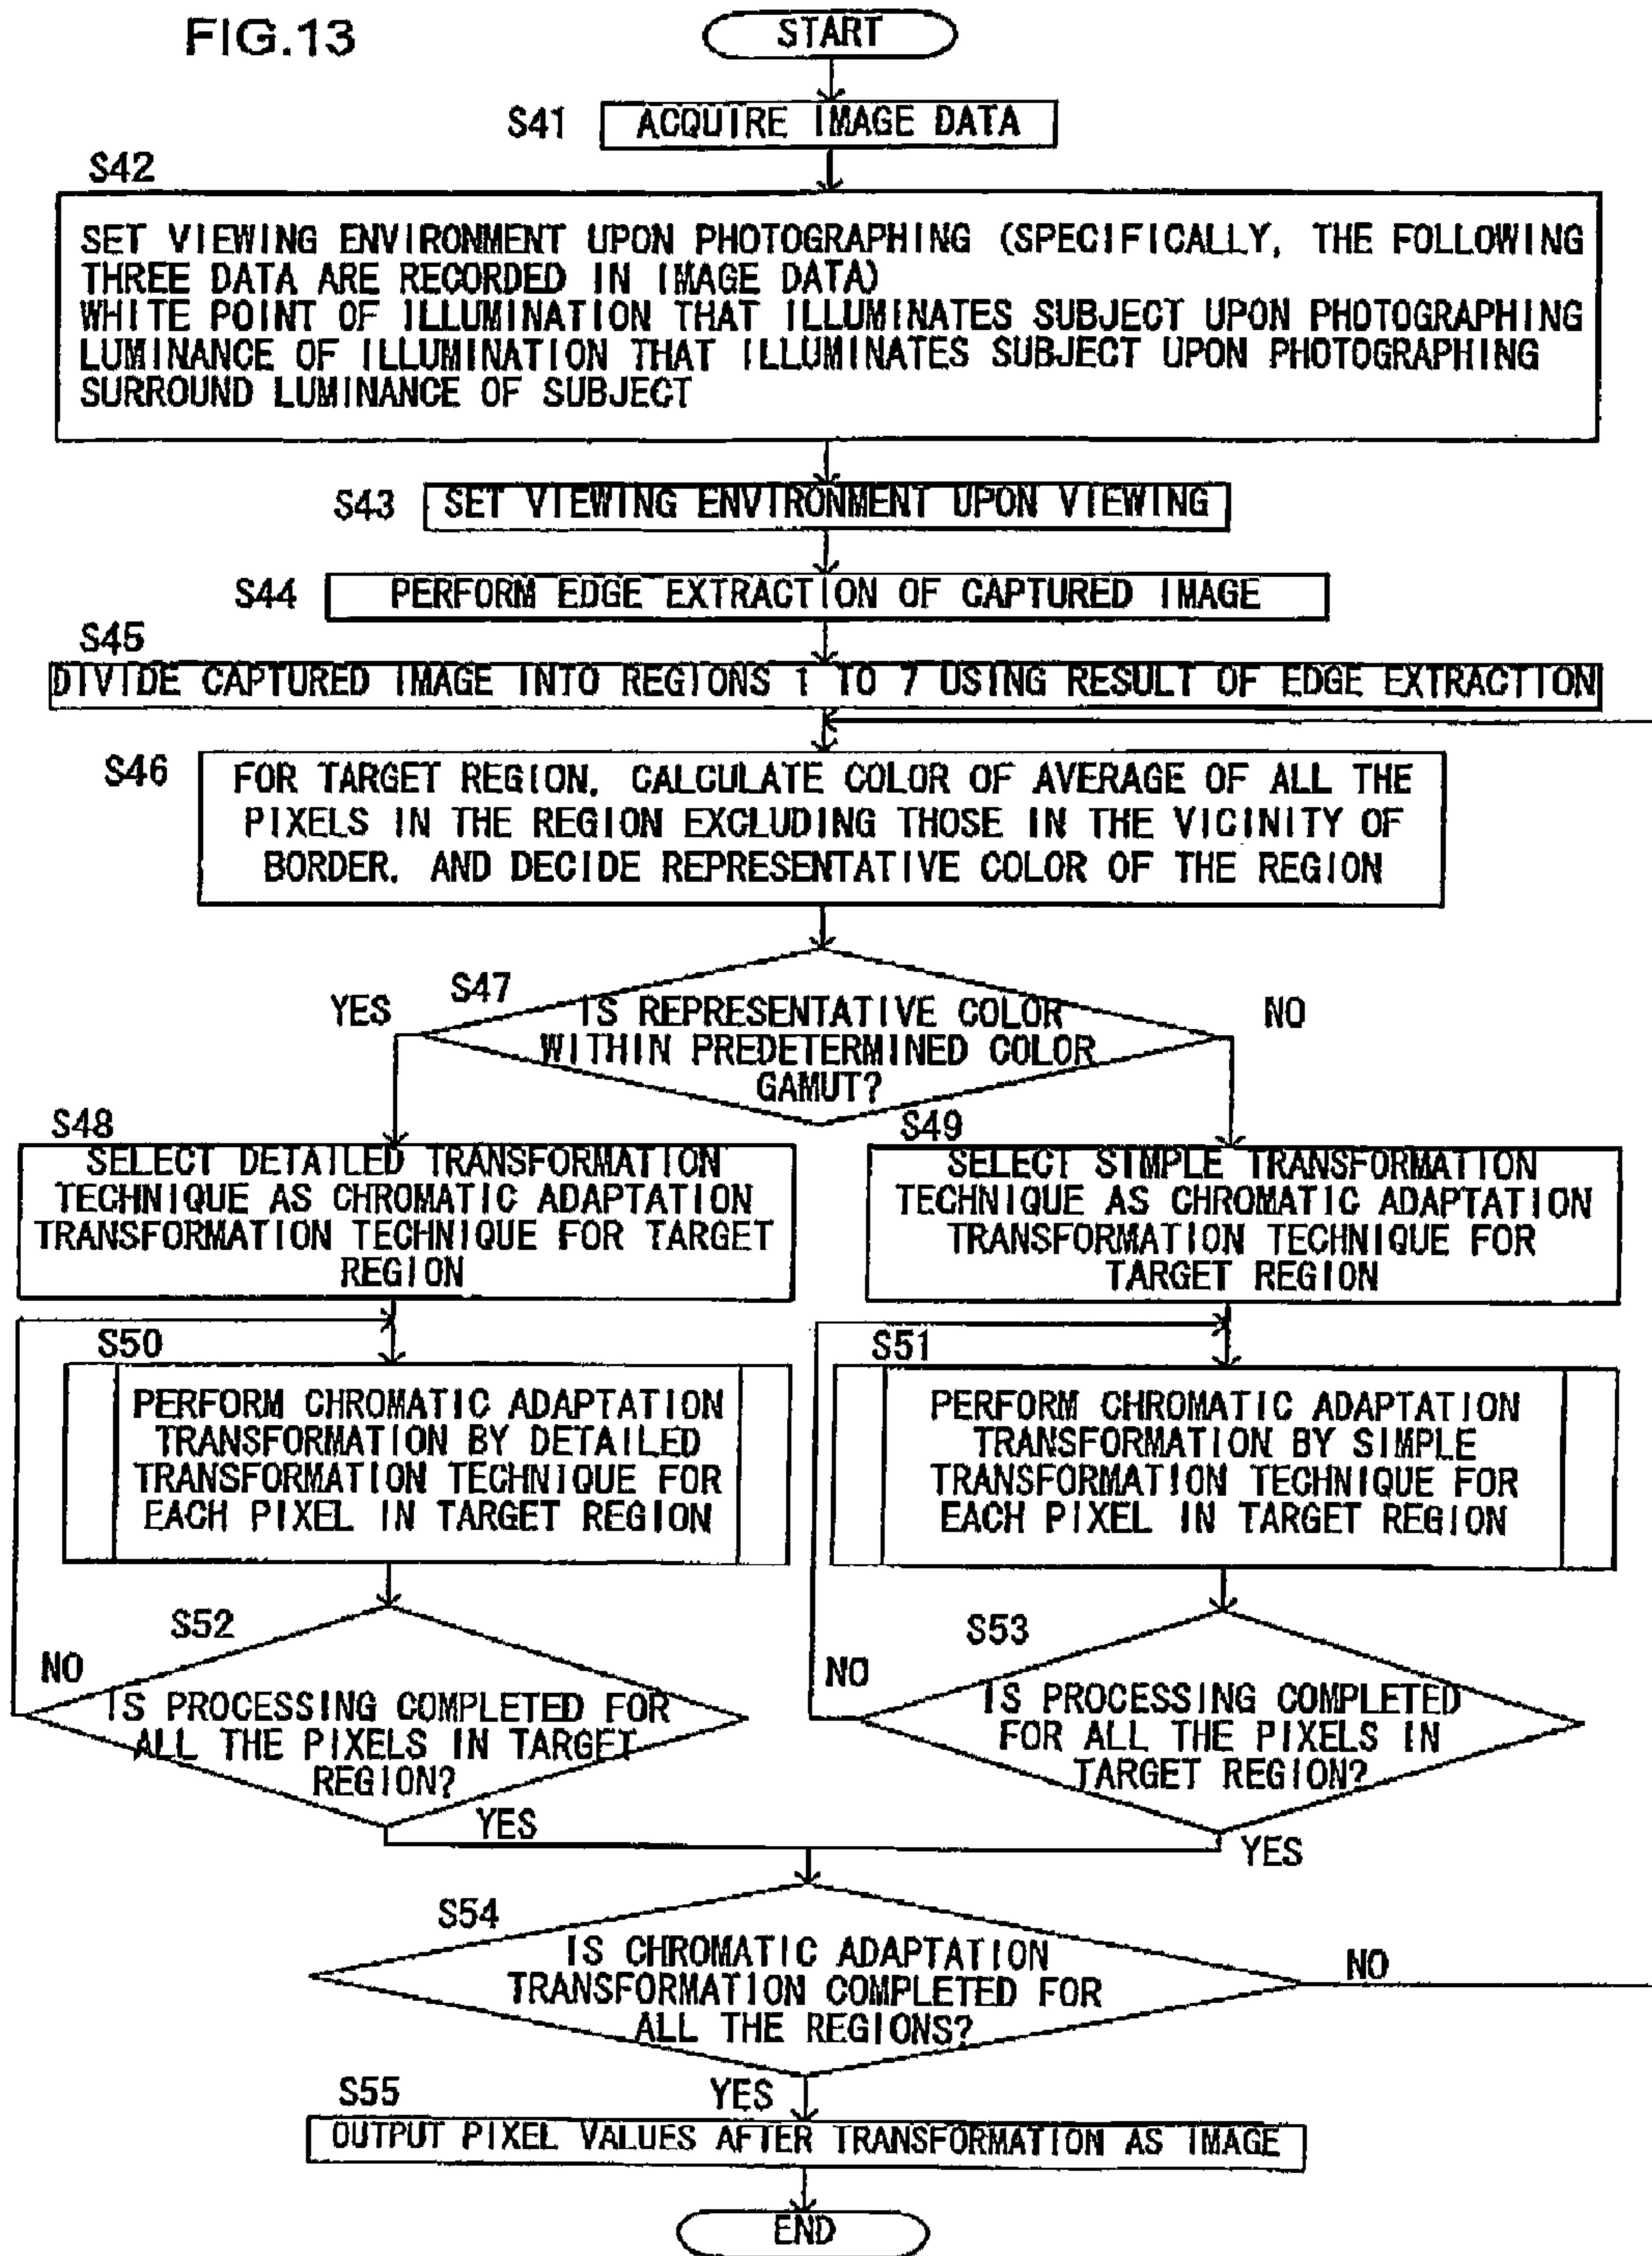 FIG.13
START
S41
ACQUIRE IMAGE DATA
S42
SET VIEWING ENVIRONMENT UPON PHOTOGRAPHING (SPECIFICALLY, THE FOLLOWING
THREE DATA ARE RECORDED IN IMAGE DATA)
WHITE POINT OF ILLUMINATION THAT ILLUMINATES SUBJECT UPON PHOTOGRAPHING
LUMINANCE OF ILLUMINATION THAT ILLUMINATES SUBJECT UPON PHOTOGRAPHING
SURROUND LUMINANCE OF SUBJECT
S43
SET VIEWING ENVIRONMENT UPON VIEWING
S44
PERFORM EDGE EXTRACTION OF CAPTURED IMAGE
S45
DIVIDE CAPTURED IMAGE INTO REGIONS 1 TO 7 USING RESULT OF EDGE EXTRACTION
S46
FOR TARGET REGION, CALCULATE COLOR OF AVERAGE OF ALL THE
PIXELS IN THE REGION EXCLUDING THOSE IN THE VICINITY OF
BORDER, AND DECIDE REPRESENTATIVE COLOR OF THE REGION
S47
YES
NO
IS REPRESENTATIVE COLOR
WITHIN PREDETERMINED COLOR
GAMUT?
S48
SELECT DETAILED TRANSFORMATION
TECHNIQUE AS CHROMATIC ADAPTATION
TRANSFORMATION TECHNIQUE FOR TARGET
REGION
S49
SELECT SIMPLE TRANSFORMATION
TECHNIQUE AS CHROMATIC ADAPTATION
TRANSFORMATION TECHNIQUE FOR
TARGET REGION
S50
PERFORM CHROMATIC ADAPTATION
TRANSFORMATION BY DETAILED
TRANSFORMATION TECHNIQUE FOR
EACH PIXEL IN TARGET REGION
S51
PERFORM CHROMATIC ADAPTATION
TRANSFORMATION BY SIMPLE
TRANSFORMATION TECHNIQUE FOR
EACH PIXEL IN TARGET REGION
S52
NO
IS PROCESSING COMPLETED FOR
ALL THE PIXELS IN TARGET
REGION?
YES
S53
NO
IS PROCESSING COMPLETED
FOR ALL THE PIXELS IN
TARGET REGION?
YES
S54
IS CHROMATIC ADAPTATION
TRANSFORMATION COMPLETED FOR
ALL THE REGIONS?
NO
YES
S55
OUTPUT PIXEL VALUES AFTER TRANSFORMATION AS IMAGE
END